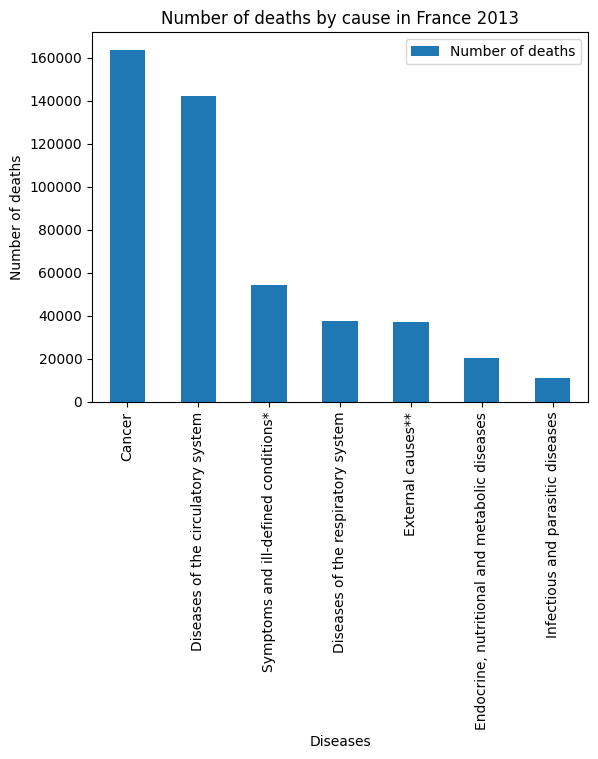 Number of deaths by cause in France 2013
Number of deaths
Number of deaths
160000
140000
120000
100000
80000
60000
40000
20000
0
Cancer
Diseases of the circulatory system
Symptoms and ill-defined conditions*
Diseases of the respiratory system
External causes**
Endocrine, nutritional and metabolic diseases
Infectious and parasitic diseases
Diseases